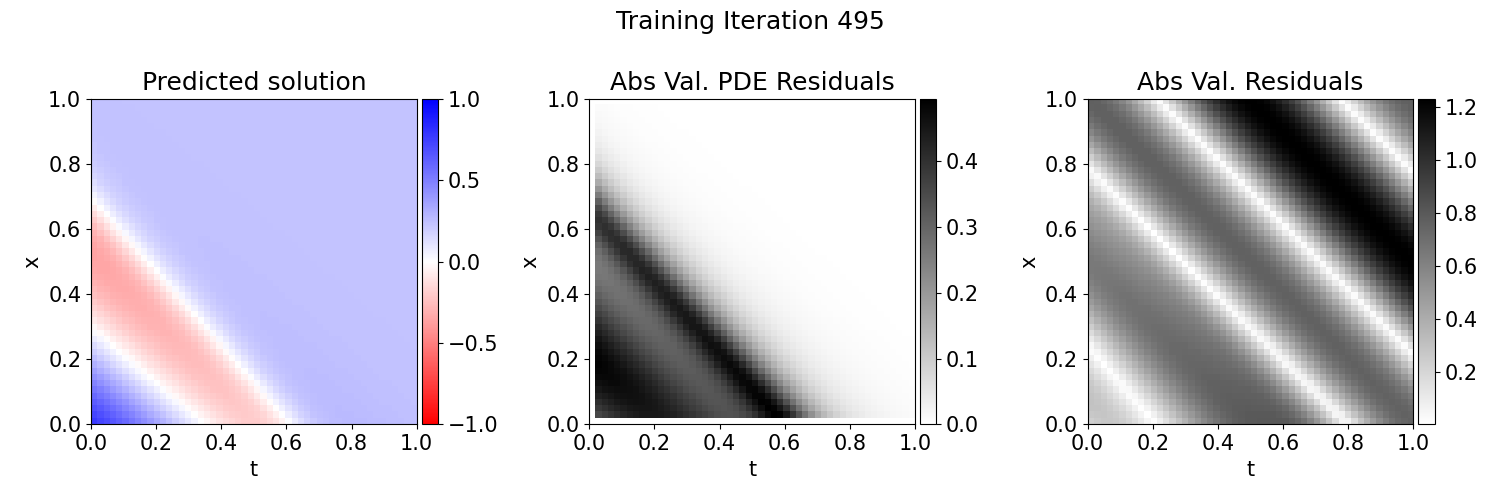 Training Iteration 495
Predicted solution
1.0
0.8
0.6
0.4
0.2
0.0
x
0.0 0.2 0.4 0.6 0.8 1.0
t
1.0
0.5
0.0
−0.5
−1.0
Abs Val. PDE Residuals
1.0
0.8
0.6
0.4
0.2
0.0
x
0.0 0.2 0.4 0.6 0.8 1.0
t
0.4
0.3
0.2
0.1
0.0
Abs Val. Residuals
1.0
0.8
0.6
0.4
0.2
0.0
x
0.0 0.2 0.4 0.6 0.8 1.0
t
1.2
1.0
0.8
0.6
0.4
0.2